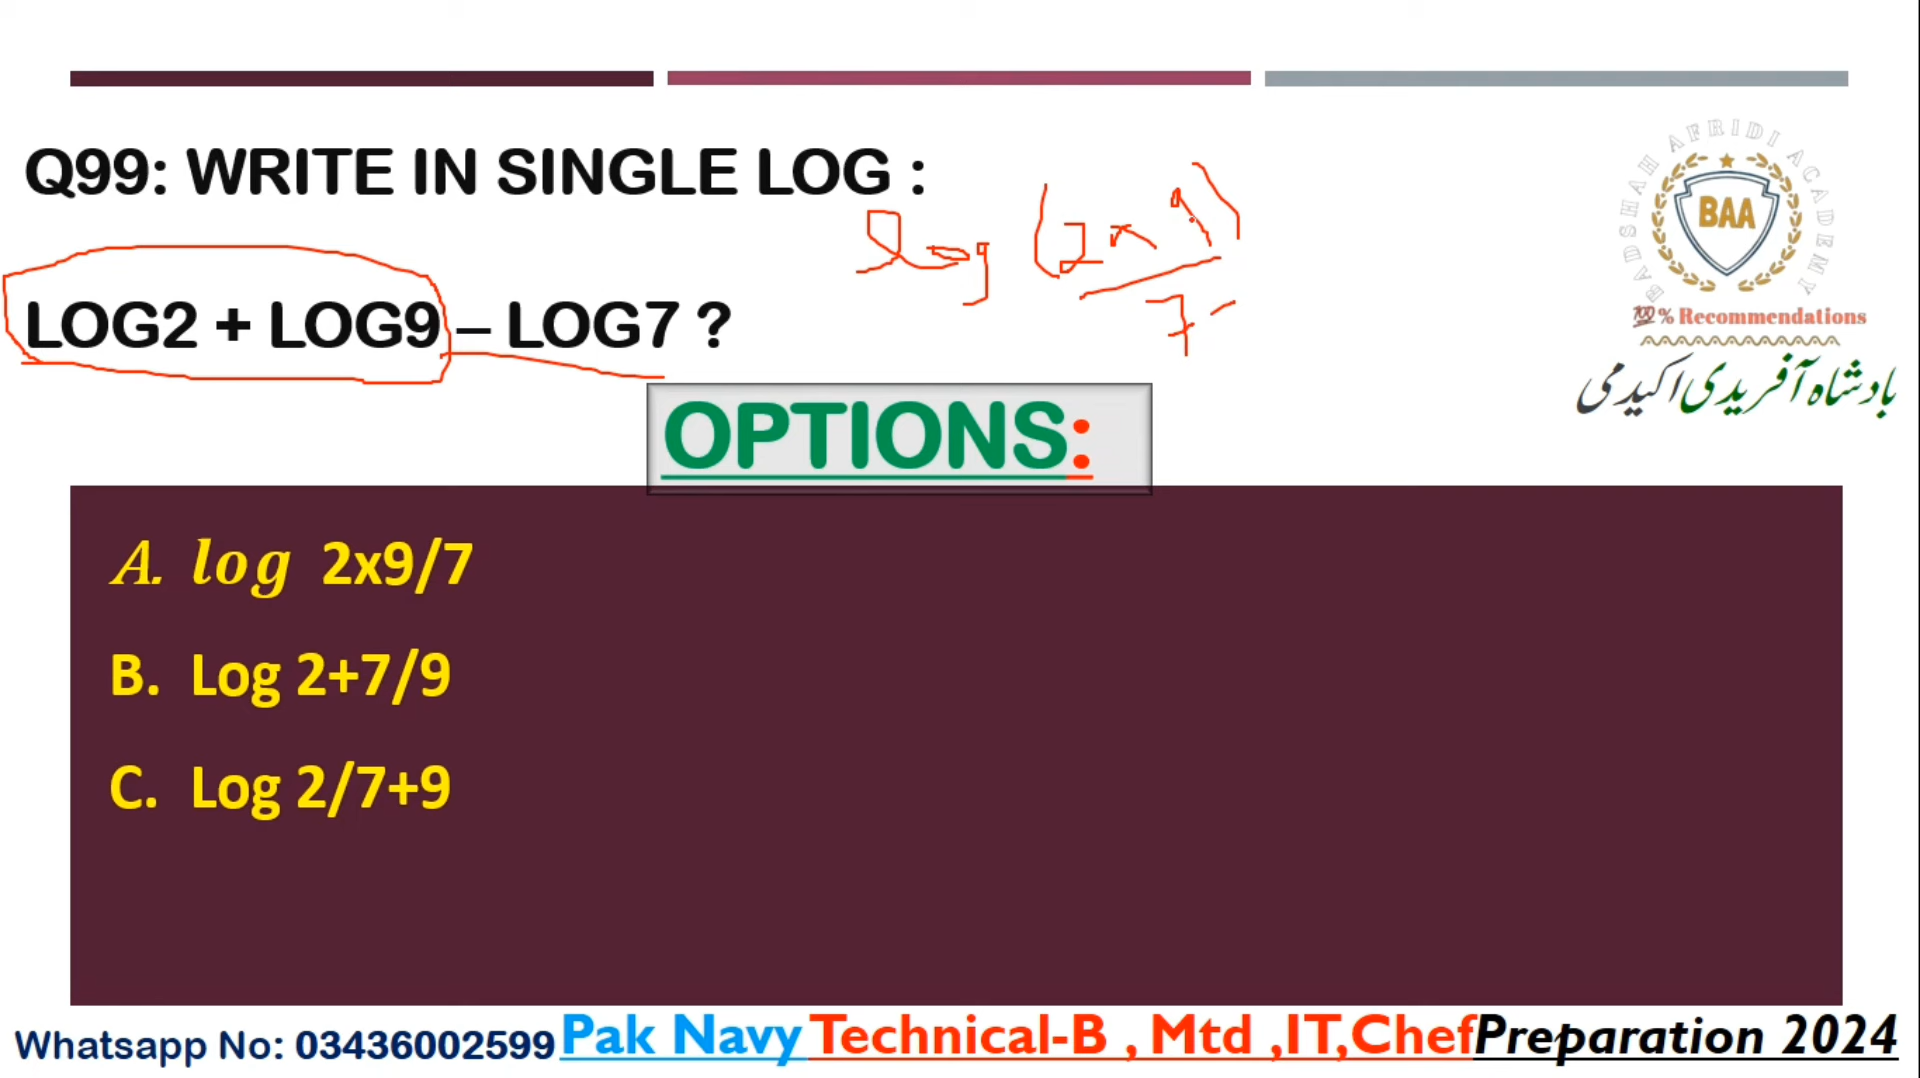 Q99: WRITE IN SINGLE LOG :
log (2x9)
7
LOG2 + LOG9 – LOG7 ?
BADSHAH AFRIDI ACADEMY
BAA
💯% Recommendations
بادشاہ آفریدی اکیڈمی
OPTIONS:
A. log 2x9/7
B. Log 2+7/9
C. Log 2/7+9
Whatsapp No: 03436002599 Pak Navy Technical-B , Mtd ,IT,Chef Preparation 2024